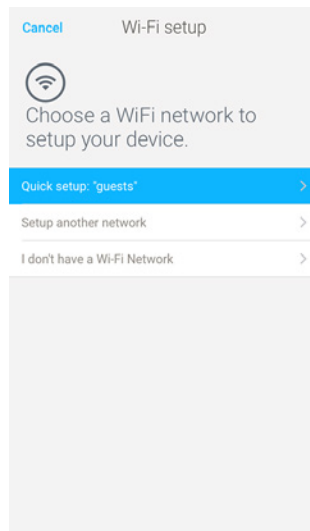 Cancel Wi-Fi setup
Choose a WiFi network to
setup your device.
Quick setup: "guests"
Setup another network
I don't have a Wi-Fi Network